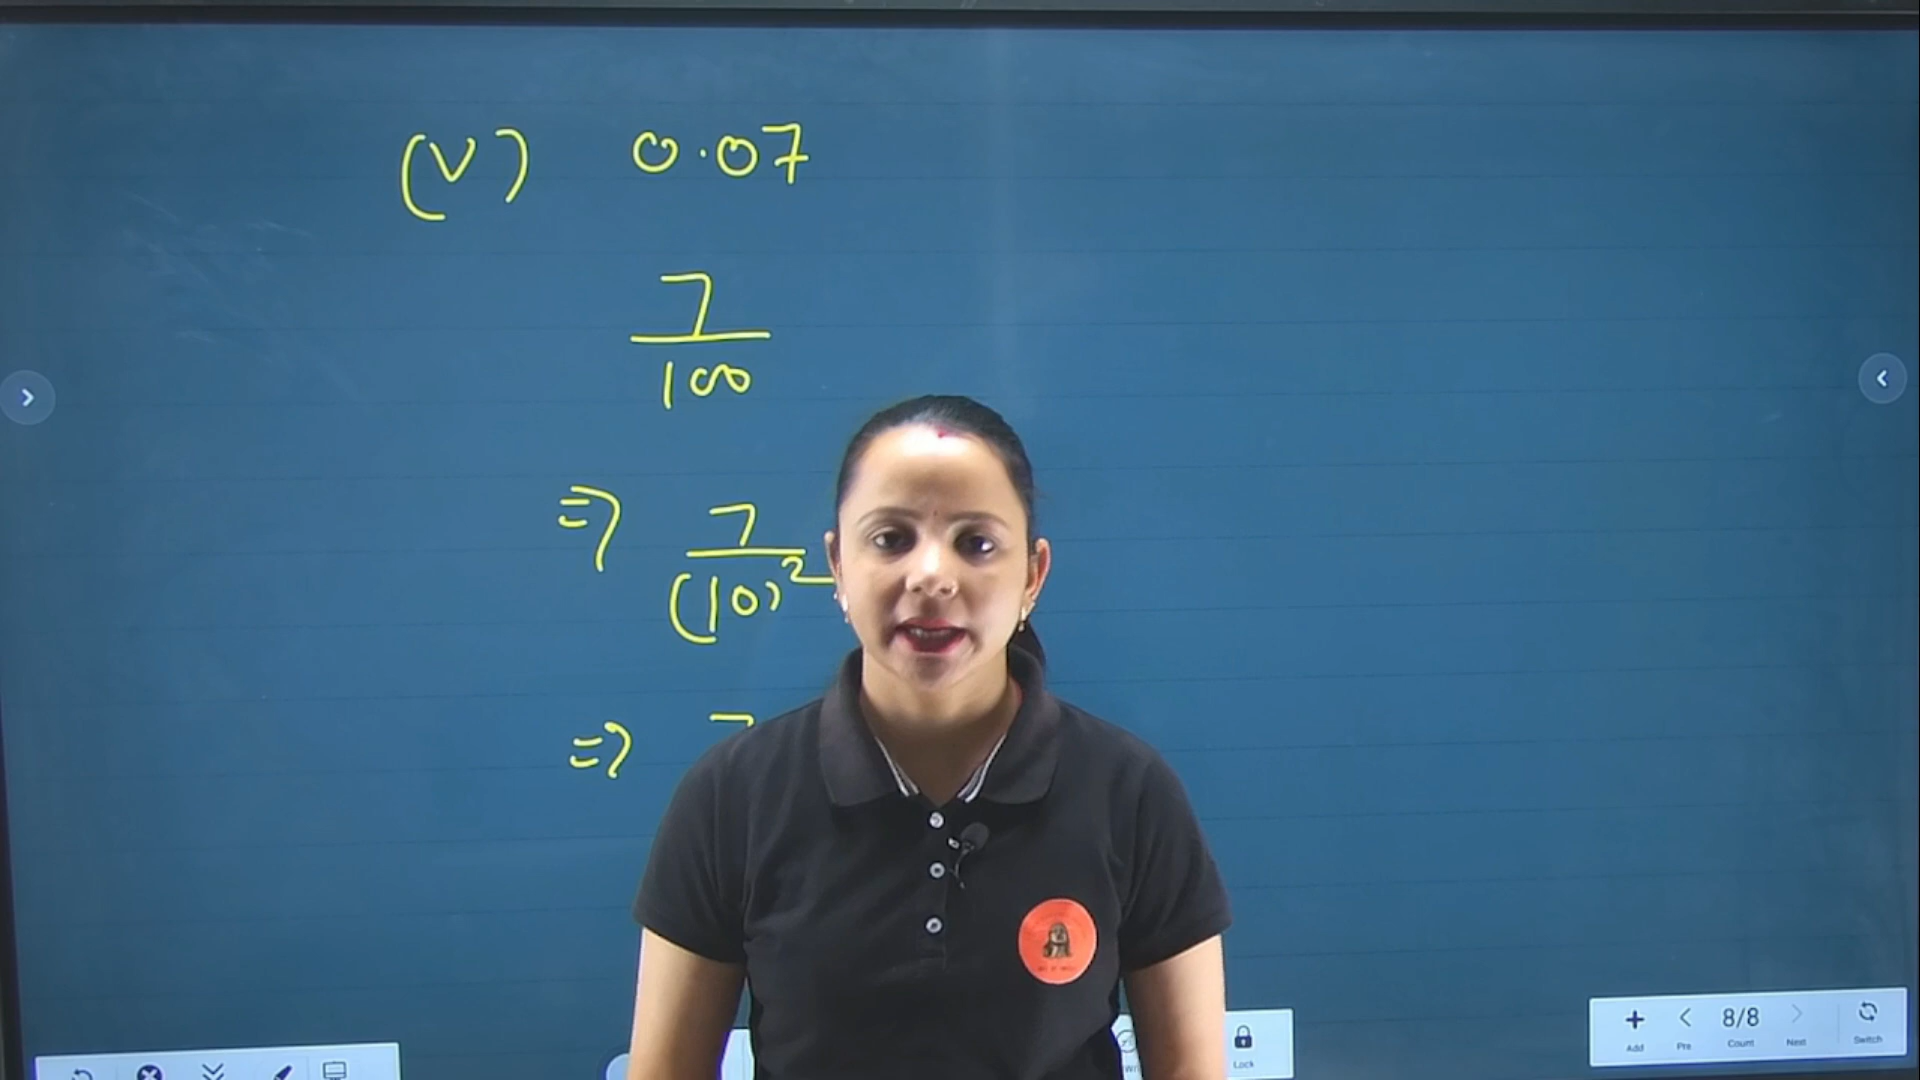 (V) 0.07
7
100
=> 7
(10)²
=> 7
+ < 8/8 >
Add Pre Count Next Switch
Lock